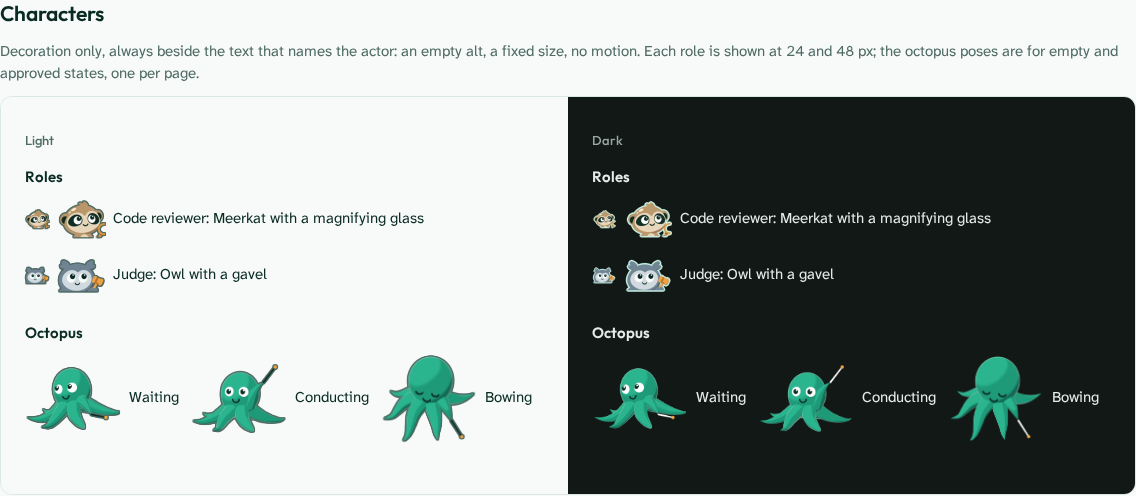 Characters
Decoration only, always beside the text that names the actor: an empty alt, a fixed size, no motion. Each role is shown at 24 and 48 px; the octopus poses are for empty and
approved states, one per page.
Light
Roles
Code reviewer: Meerkat with a magnifying glass
Judge: Owl with a gavel
Octopus
Waiting
Conducting
Bowing
Dark
Roles
Code reviewer: Meerkat with a magnifying glass
Judge: Owl with a gavel
Octopus
Waiting
Conducting
Bowing